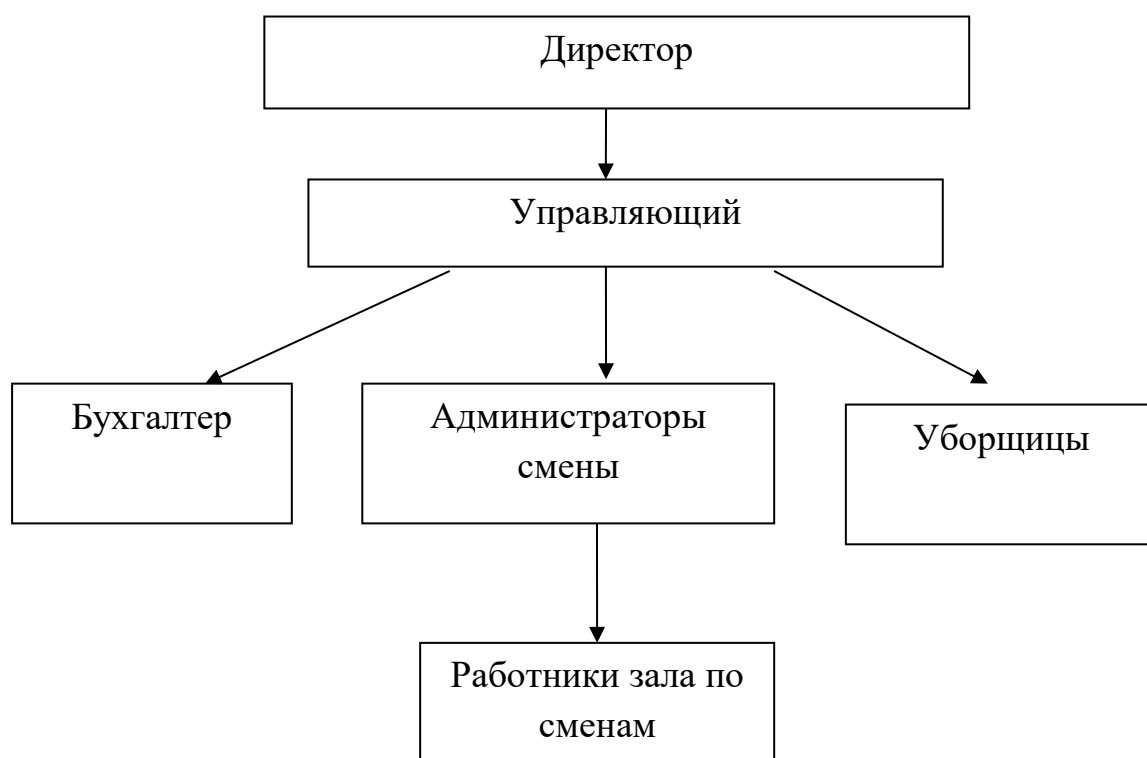 Директор
Управляющий
Бухгалтер
Администраторы
смены
Уборщицы
Работники зала по
сменам